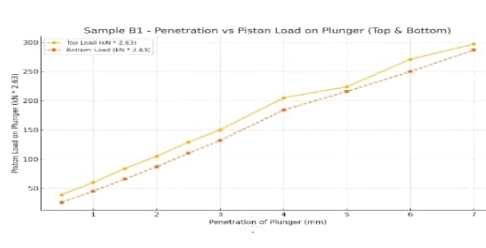 Sample B1 - Penetration vs Piston Load on Plunger (Top & Bottom)
Top Load (kN * 2.63)
Bottom Load (kN * 2.63)
Piston Load on Plunger (kN * 2.63)
300
250
200
150
100
50
1 2 3 4 5 6 7
Penetration of Plunger (mm)